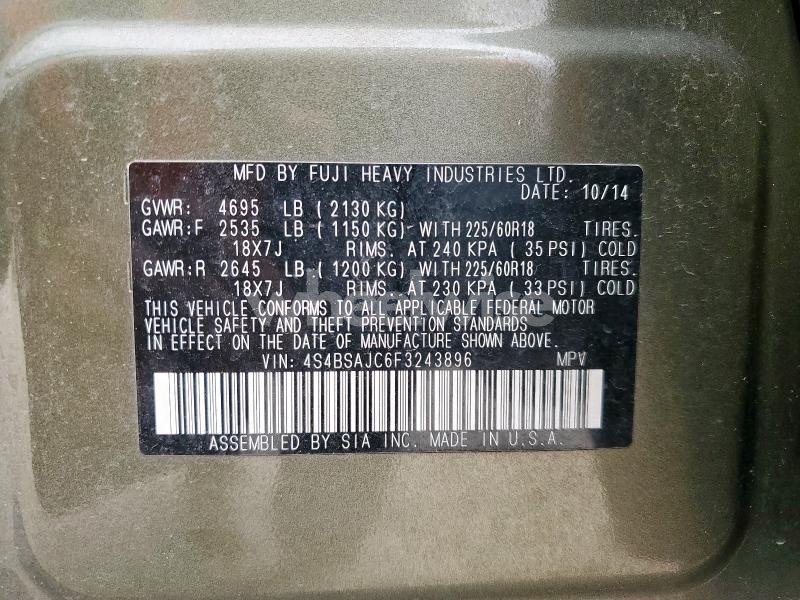 MFD BY FUJI HEAVY INDUSTRIES LTD.
DATE: 10/14
GVWR: 4695 LB ( 2130 KG)
GAWR:F 2535 LB ( 1150 KG) WITH 225/60R18 TIRES.
18X7J RIMS. AT 240 KPA ( 35 PSI) COLD
GAWR:R 2645 LB ( 1200 KG) WITH 225/60R18 TIRES.
18X7J RIMS. AT 230 KPA ( 33 PSI) COLD
THIS VEHICLE CONFORMS TO ALL APPLICABLE FEDERAL MOTOR
VEHICLE SAFETY AND THEFT PREVENTION STANDARDS
IN EFFECT ON THE DATE OF MANUFACTURE SHOWN ABOVE.
VIN: 4S4BSAJC6F3243896 MPV
ASSEMBLED BY SIA INC. MADE IN U.S.A.